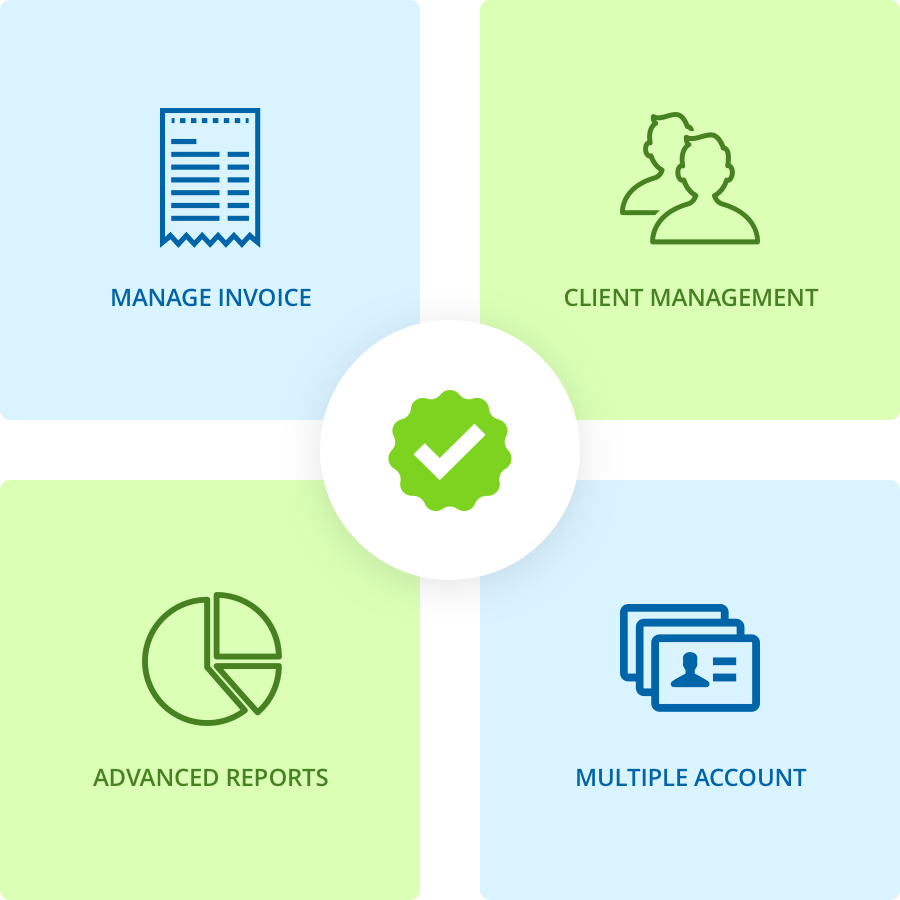 MANAGE INVOICE
CLIENT MANAGEMENT
ADVANCED REPORTS
MULTIPLE ACCOUNT